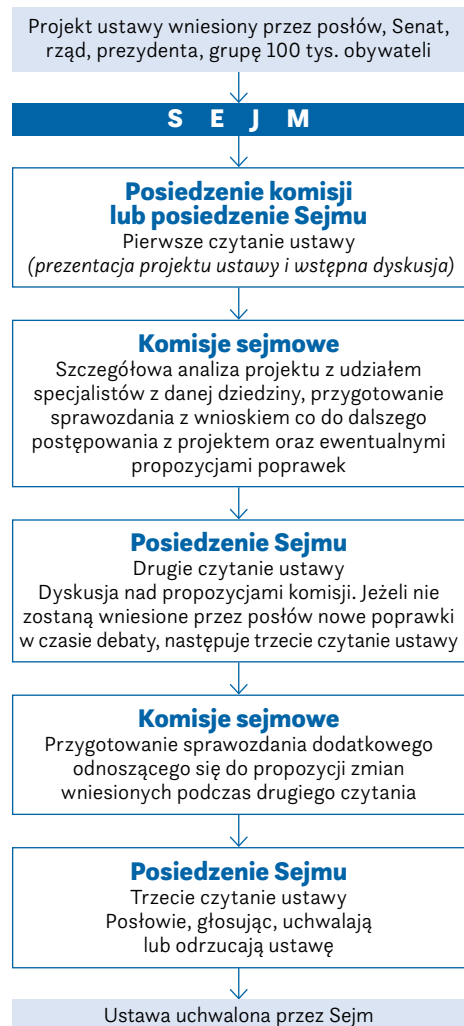 Projekt ustawy wniesiony przez posłów, Senat,
rząd, prezydenta, grupę 100 tys. obywateli
S E J M
Posiedzenie komisji
lub posiedzenie Sejmu
Pierwsze czytanie ustawy
(prezentacja projektu ustawy i wstępna dyskusja)
Komisje sejmowe
Szczegółowa analiza projektu z udziałem
specjalistów z danej dziedziny, przygotowanie
sprawozdania z wnioskiem co do dalszego
postępowania z projektem oraz ewentualnymi
propozycjami poprawek
Posiedzenie Sejmu
Drugie czytanie ustawy
Dyskusja nad propozycjami komisji. Jeżeli nie
zostaną wniesione przez posłów nowe poprawki
w czasie debaty, następuje trzecie czytanie ustawy
Komisje sejmowe
Przygotowanie sprawozdania dodatkowego
odnoszącego się do propozycji zmian
wniesionych podczas drugiego czytania
Posiedzenie Sejmu
Trzecie czytanie ustawy
Posłowie, głosując, uchwalają
lub odrzucają ustawę
Ustawa uchwalona przez Sejm